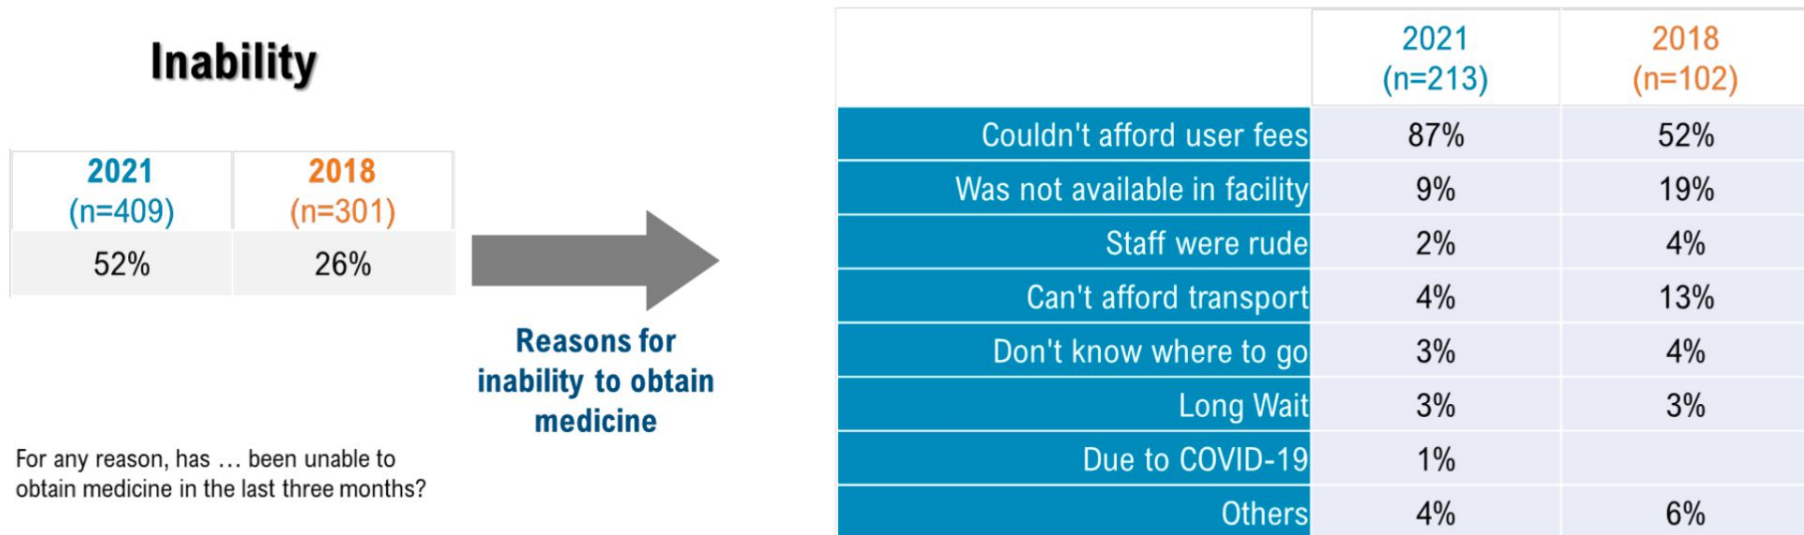 Inability
2021 2018
(n=409) (n=301)
52% 26%
Reasons for
inability to obtain
medicine
For any reason, has … been unable to
obtain medicine in the last three months?
2021 2018
(n=213) (n=102)
Couldn't afford user fees 87% 52%
Was not available in facility 9% 19%
Staff were rude 2% 4%
Can't afford transport 4% 13%
Don't know where to go 3% 4%
Long Wait 3% 3%
Due to COVID-19 1%
Others 4% 6%